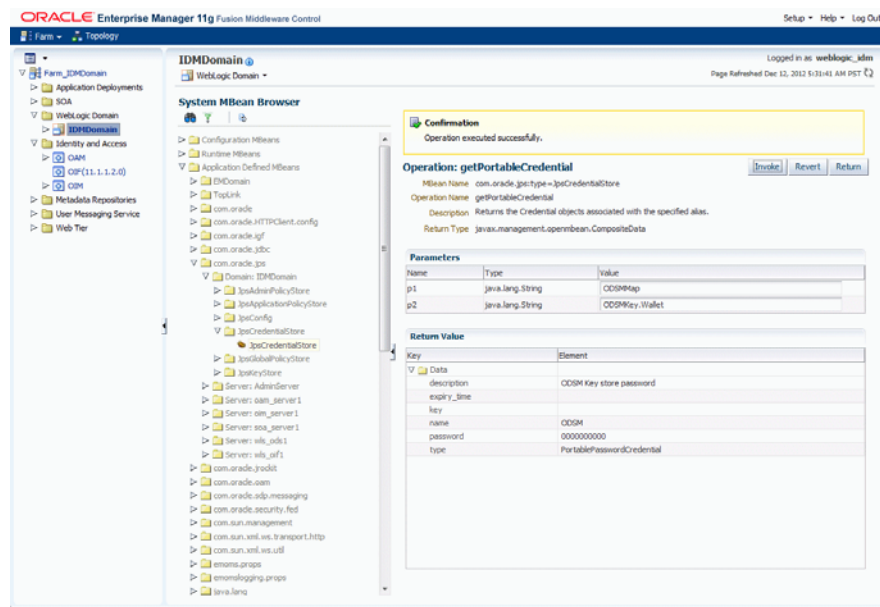 ORACLE Enterprise Manager 11g Fusion Middleware Control
Setup Help Log Out
Farm Topology
Farm_IDMDomain
Application Deployments
SOA
WebLogic Domain
IDMDomain
Identity and Access
OAM
OIF(11.1.1.2.0)
OIM
Metadata Repositories
User Messaging Service
Web Tier
IDMDomain
WebLogic Domain
Logged in as weblogic_idm
Page Refreshed Dec 12, 2012 5:31:41 AM PST
System MBean Browser
Configuration MBeans
Runtime MBeans
Application Defined MBeans
EMDomain
TopLink
com.oracle
com.oracle.HTTPClient.config
com.oracle.igf
com.oracle.jdbc
com.oracle.jps
Domain: IDMDomain
JpsAdminPolicyStore
JpsApplicationPolicyStore
JpsConfig
JpsCredentialStore
JpsCredentialStore
JpsGlobalPolicyStore
JpsKeyStore
Server: AdminServer
Server: oam_server1
Server: oim_server1
Server: soa_server1
Server: wls_ods1
Server: wls_oif1
com.oracle.jrockit
com.oracle.oam
com.oracle.sdp.messaging
com.oracle.security.fed
com.sun.management
com.sun.xml.ws.transport.http
com.sun.xml.ws.util
emoms.props
emomslogging.props
java.lang
Confirmation
Operation executed successfully.
Operation: getPortableCredential
Invoke Revert Return
MBean Name com.oracle.jps:type=JpsCredentialStore
Operation Name getPortableCredential
Description Returns the Credential objects associated with the specified alias.
Return Type javax.management.openmbean.CompositeData
Parameters
Name Type Value
p1 java.lang.String ODSMMap
p2 java.lang.String ODSMKey.Wallet
Return Value
Key Element
Data
description ODSM Key store password
expiry_time
key
name ODSM
password 0000000000
type PortablePasswordCredential